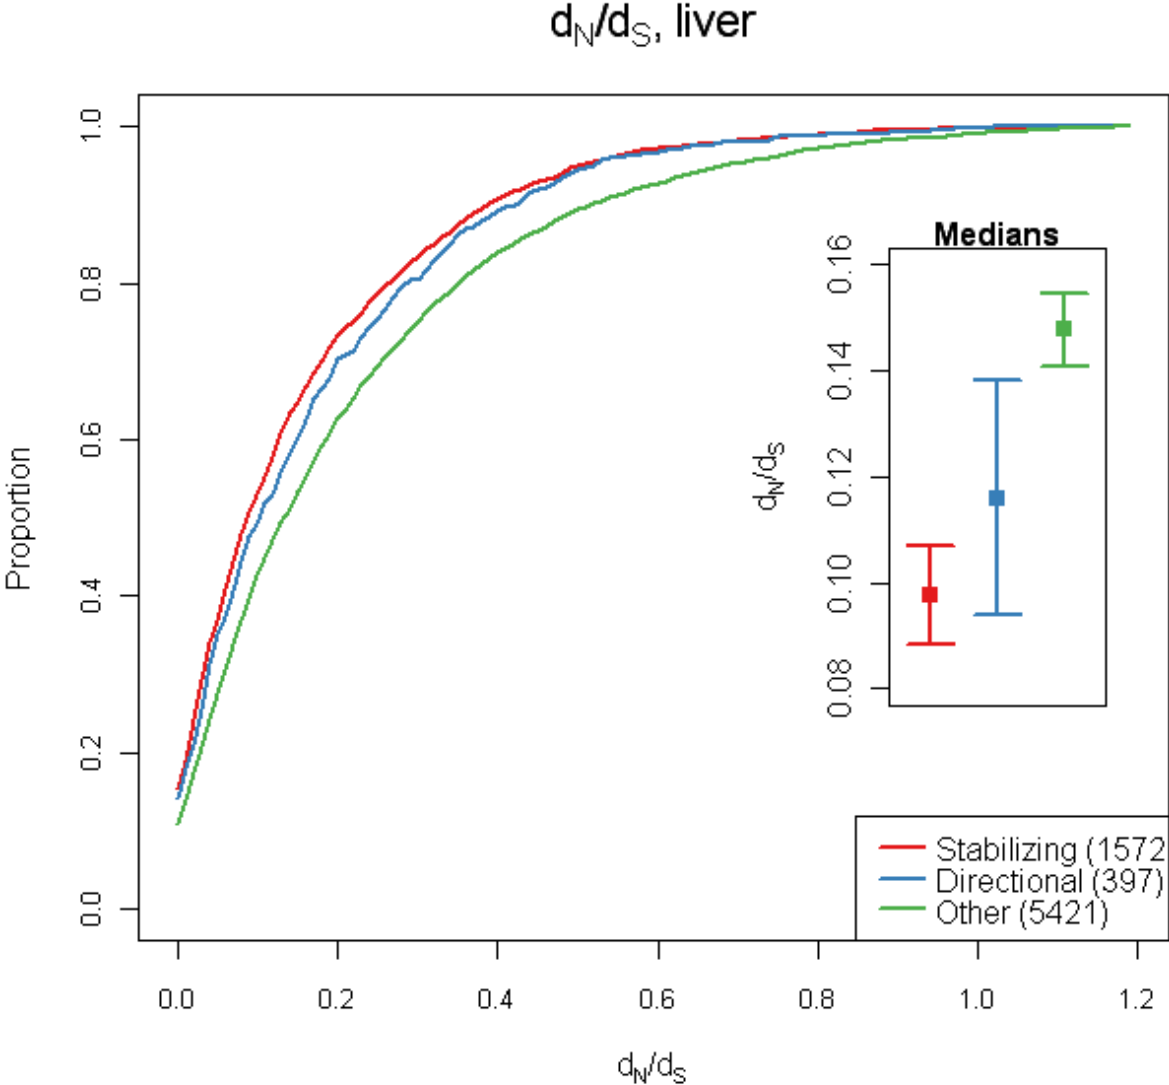 dN/dS, liver
Proportion
1.0
0.8
0.6
0.4
0.2
0.0
0.0 0.2 0.4 0.6 0.8 1.0 1.2
dN/dS
Medians
dN/dS
0.16
0.14
0.12
0.10
0.08
Stabilizing (1572
Directional (397)
Other (5421)